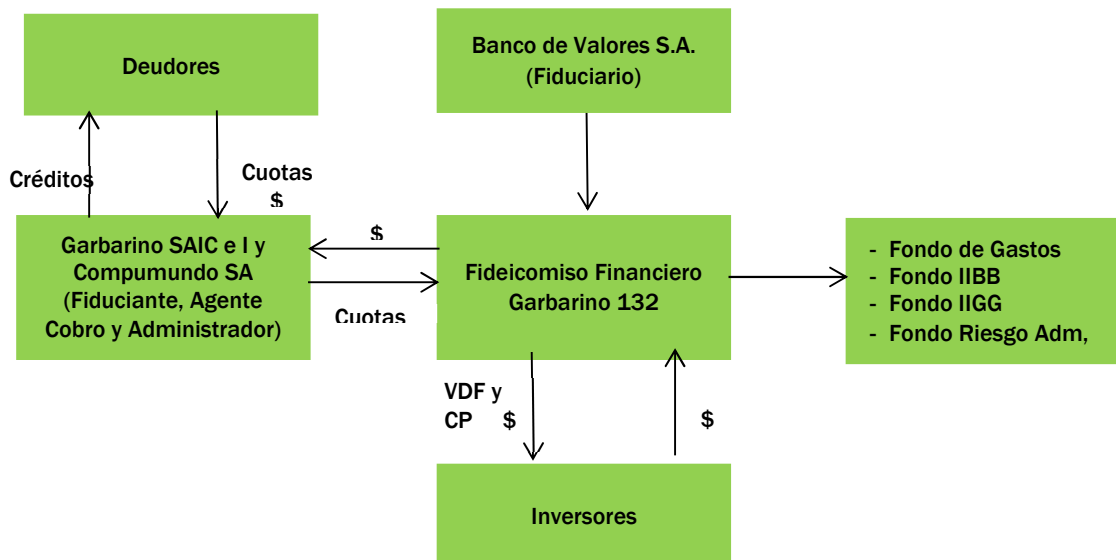 Deudores
Banco de Valores S.A.
(Fiduciario)
Créditos
Cuotas
$
Garbarino SAIC e I y
Compumundo SA
(Fiduciante, Agente
Cobro y Administrador)
$
Cuotas
Fideicomiso Financiero
Garbarino 132
- Fondo de Gastos
- Fondo IIBB
- Fondo IIGG
- Fondo Riesgo Adm,
VDF y
CP $
$
Inversores